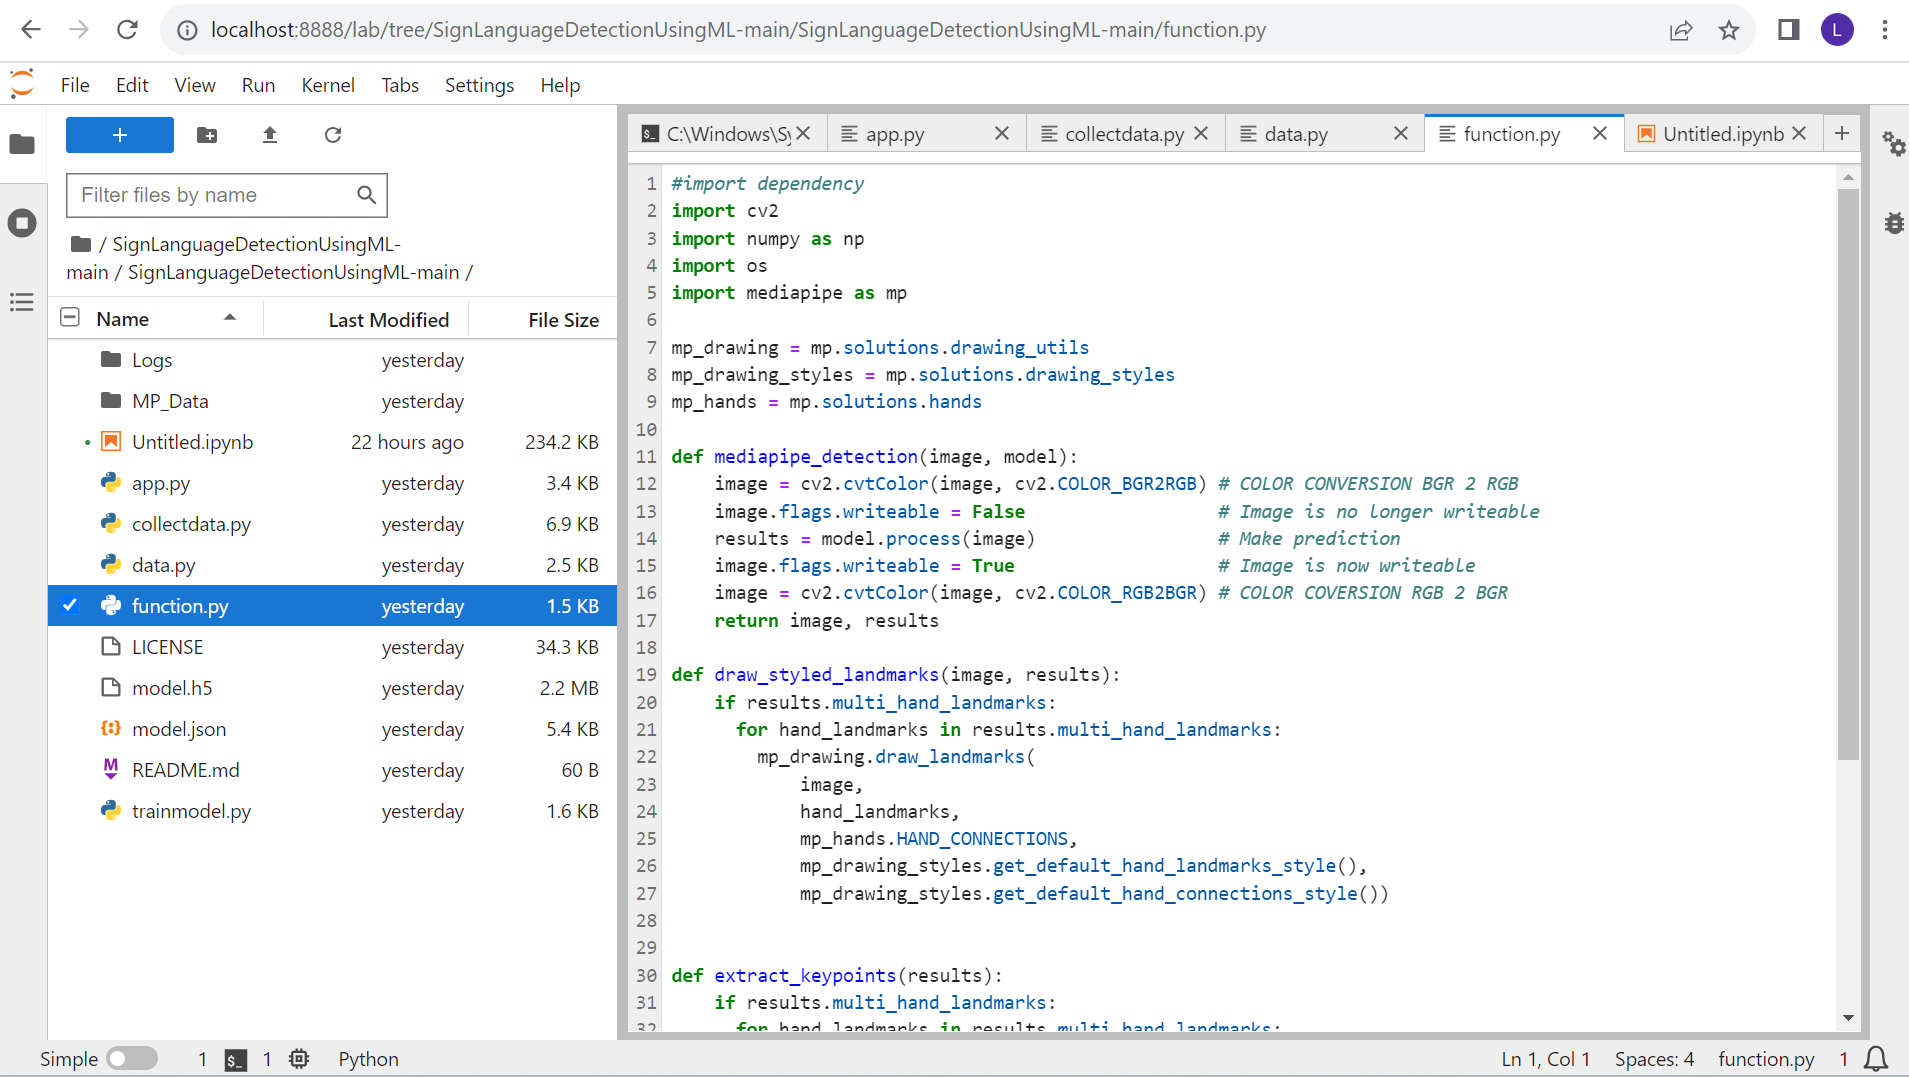 localhost:8888/lab/tree/SignLanguageDetectionUsingML-main/SignLanguageDetectionUsingML-main/function.py
L
File Edit View Run Kernel Tabs Settings Help
+
Filter files by name
/ SignLanguageDetectionUsingML-
main / SignLanguageDetectionUsingML-main /
Name Last Modified File Size
Logs yesterday
MP_Data yesterday
Untitled.ipynb 22 hours ago 234.2 KB
app.py yesterday 3.4 KB
collectdata.py yesterday 6.9 KB
data.py yesterday 2.5 KB
function.py yesterday 1.5 KB
LICENSE yesterday 34.3 KB
model.h5 yesterday 2.2 MB
model.json yesterday 5.4 KB
README.md yesterday 60 B
trainmodel.py yesterday 1.6 KB
C:\Windows\Sy app.py collectdata.py data.py function.py Untitled.ipynb +
1 #import dependency
2 import cv2
3 import numpy as np
4 import os
5 import mediapipe as mp
6
7 mp_drawing = mp.solutions.drawing_utils
8 mp_drawing_styles = mp.solutions.drawing_styles
9 mp_hands = mp.solutions.hands
10
11 def mediapipe_detection(image, model):
12 image = cv2.cvtColor(image, cv2.COLOR_BGR2RGB) # COLOR CONVERSION BGR 2 RGB
13 image.flags.writeable = False # Image is no longer writeable
14 results = model.process(image) # Make prediction
15 image.flags.writeable = True # Image is now writeable
16 image = cv2.cvtColor(image, cv2.COLOR_RGB2BGR) # COLOR COVERSION RGB 2 BGR
17 return image, results
18
19 def draw_styled_landmarks(image, results):
20 if results.multi_hand_landmarks:
21 for hand_landmarks in results.multi_hand_landmarks:
22 mp_drawing.draw_landmarks(
23 image,
24 hand_landmarks,
25 mp_hands.HAND_CONNECTIONS,
26 mp_drawing_styles.get_default_hand_landmarks_style(),
27 mp_drawing_styles.get_default_hand_connections_style())
28
29
30 def extract_keypoints(results):
31 if results.multi_hand_landmarks:
32 for hand_landmarks in results.multi_hand_landmarks:
Simple 1 $_ 1 Python Ln 1, Col 1 Spaces: 4 function.py 1